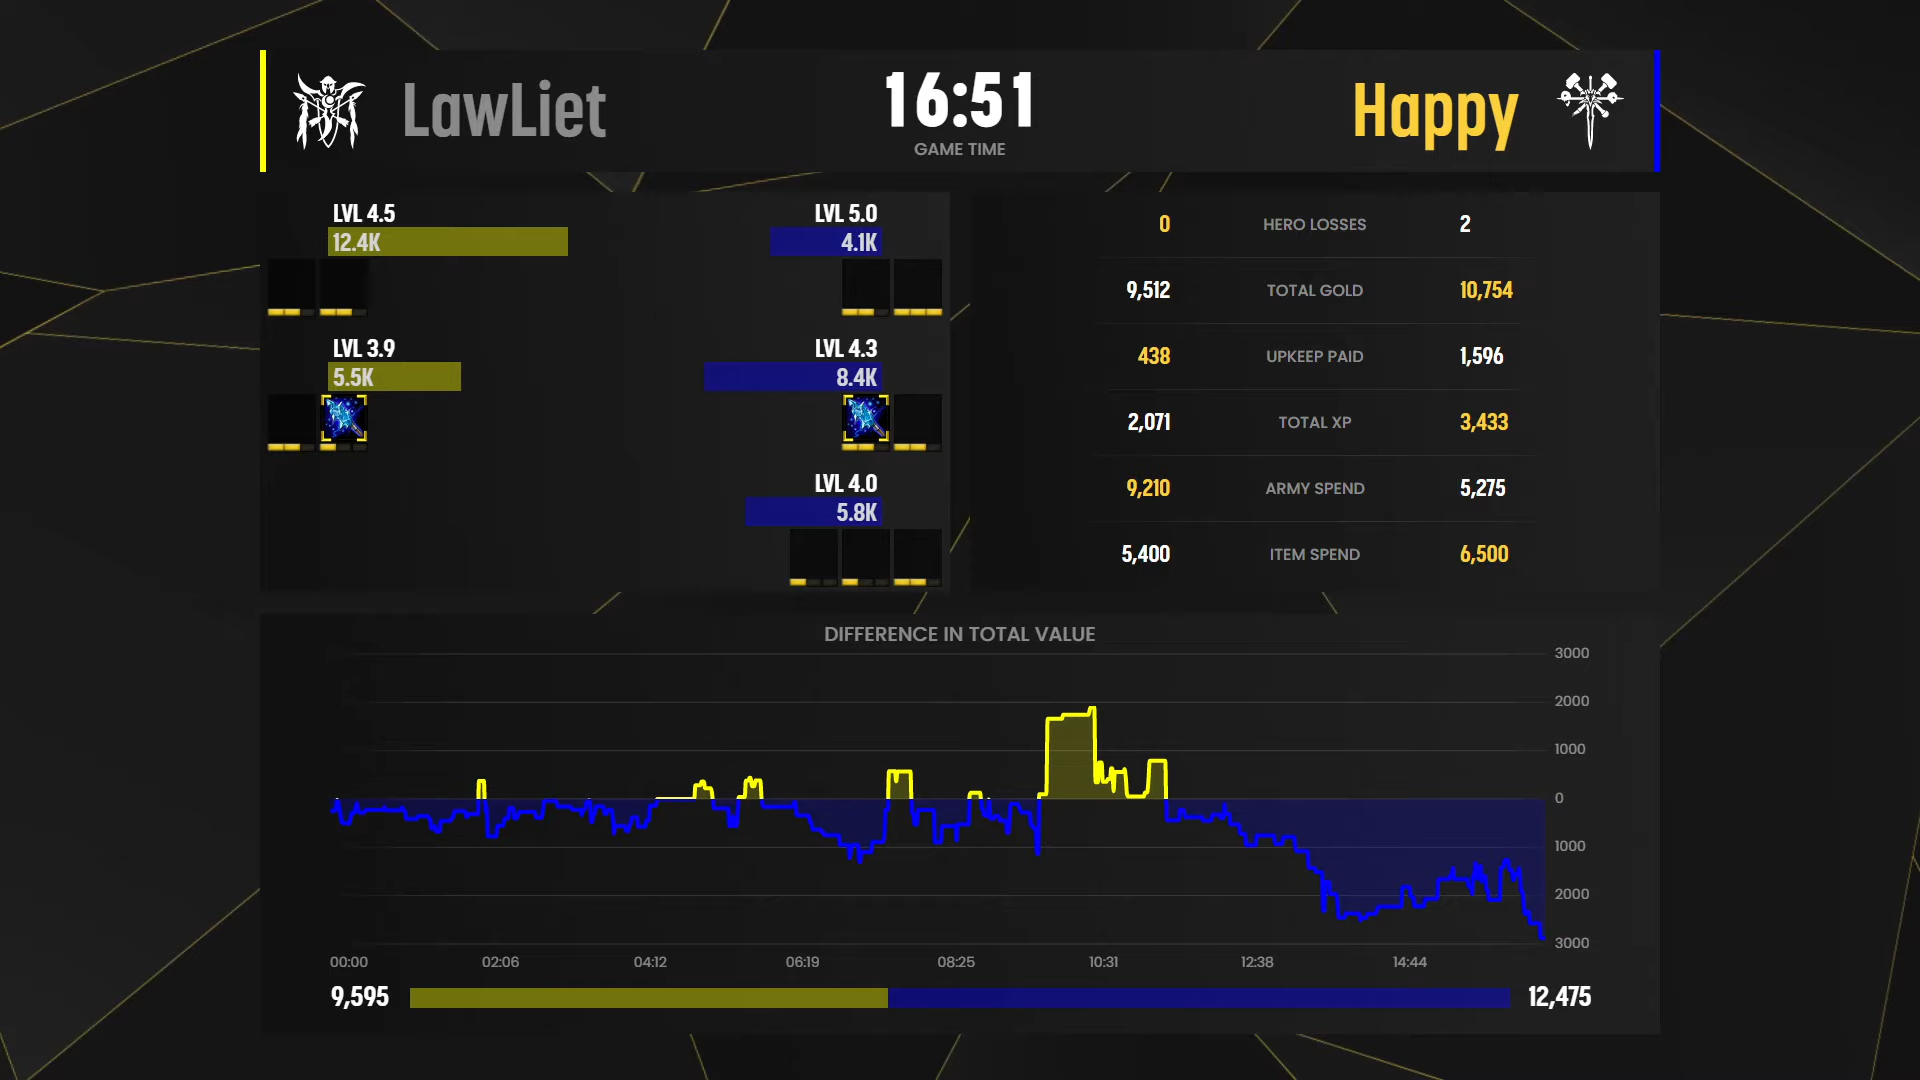 LawLiet
16:51
GAME TIME
Happy
LVL 4.5
12.4K
LVL 5.0
4.1K
LVL 3.9
5.5K
LVL 4.3
8.4K
LVL 4.0
5.8K
0 HERO LOSSES 2
9,512 TOTAL GOLD 10,754
438 UPKEEP PAID 1,596
2,071 TOTAL XP 3,433
9,210 ARMY SPEND 5,275
5,400 ITEM SPEND 6,500
DIFFERENCE IN TOTAL VALUE
3000
2000
1000
0
1000
2000
3000
00:00 02:06 04:12 06:19 08:25 10:31 12:38 14:44
9,595 12,475